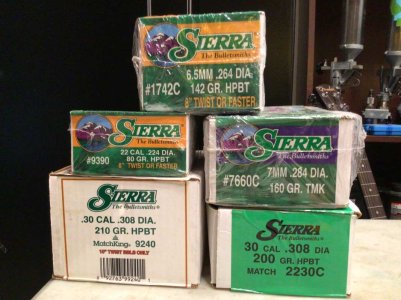 SIERRA
The Bulletsmiths
#1742C
6.5MM .264 DIA.
142 GR. HPBT
8" TWIST OR FASTER
SIERRA
The Bulletsmiths
#9390
22 CAL .224 DIA.
80 GR. HPBT
8" TWIST OR FASTER
SIERRA
The Bulletsmiths
#7660C
7MM .284 DIA.
160 GR. TMK
SIERRA
The Bulletsmiths®
.30 CAL .308 DIA.
210 GR. HPBT
MatchKing® 9240
10" TWIST BOLD ONLY
SIERRA
The Bulletsmiths®
30 CAL .308 DIA
200 GR. HPBT
MATCH 2230C